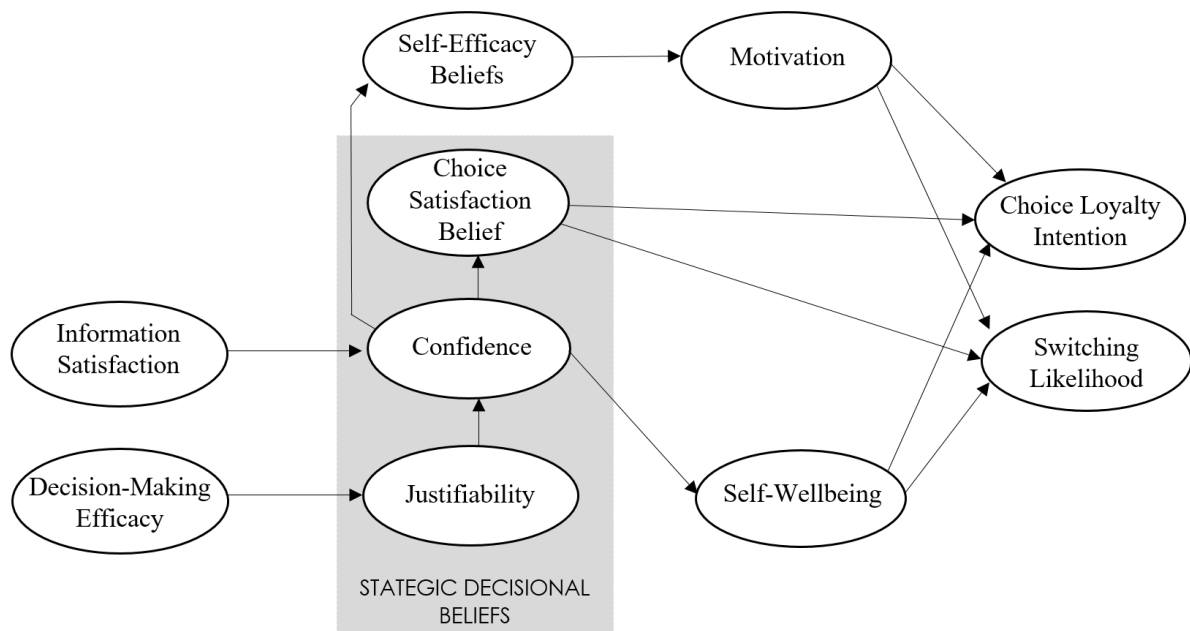 Self-Efficacy
Beliefs
Motivation
Choice
Satisfaction
Belief
Choice Loyalty
Intention
Information
Satisfaction
Confidence
Switching
Likelihood
Decision-Making
Efficacy
Justifiability
Self-Wellbeing
STATEGIC DECISIONAL
BELIEFS